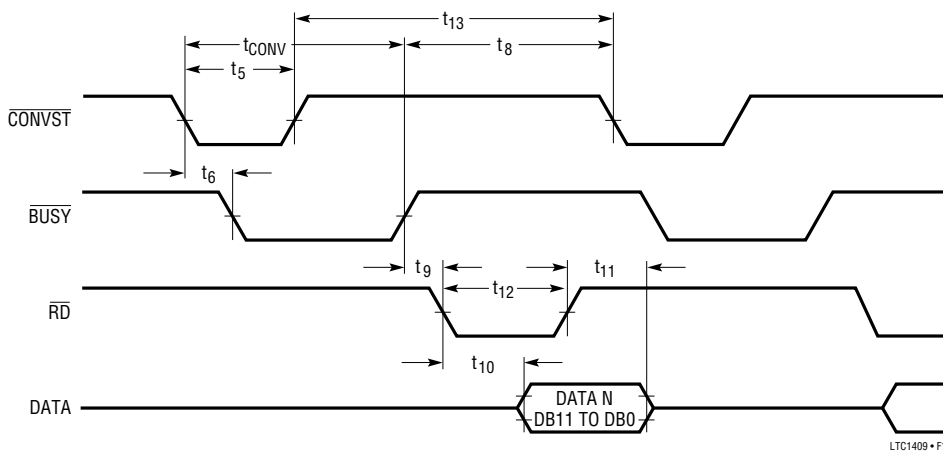 t13
tCONV
t8
t5
CONVST
t6
BUSY
t9
t11
t12
RD
t10
DATA
DATA N
DB11 TO DB0
LTC1409 • F